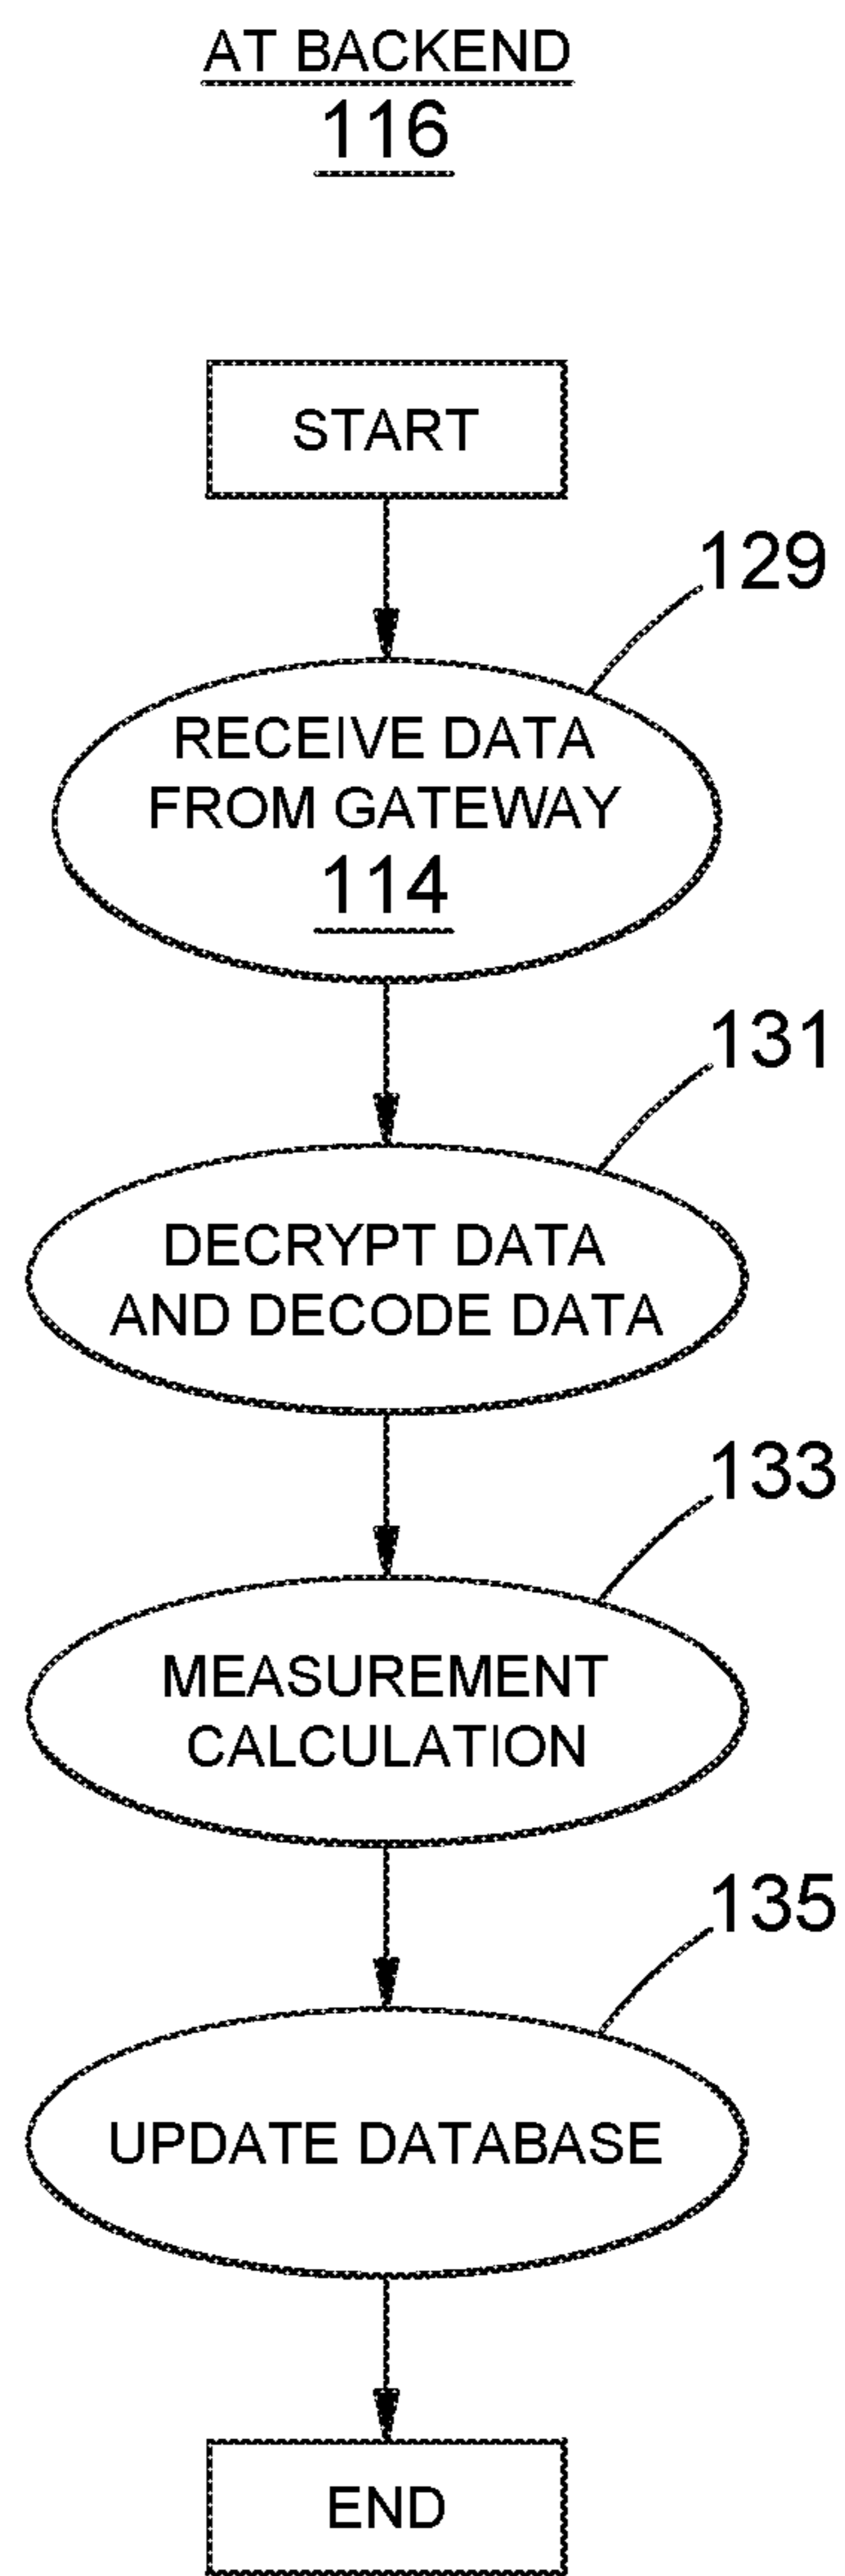 AT BACKEND
116
START
129
RECEIVE DATA
FROM GATEWAY
114
131
DECRYPT DATA
AND DECODE DATA
133
MEASUREMENT
CALCULATION
135
UPDATE DATABASE
END